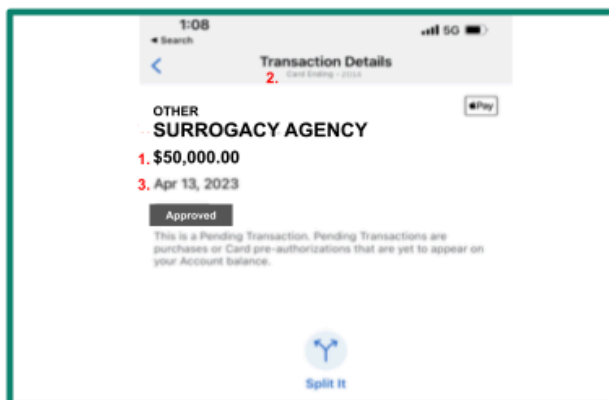 1:08
5G
Search
Transaction Details
2. Card Ending - 2014
Pay
OTHER
SURROGACY AGENCY
1. $50,000.00
3. Apr 13, 2023
Approved
This is a Pending Transaction. Pending Transactions are
purchases or Card pre-authorizations that are yet to appear on
your Account balance.
Split It